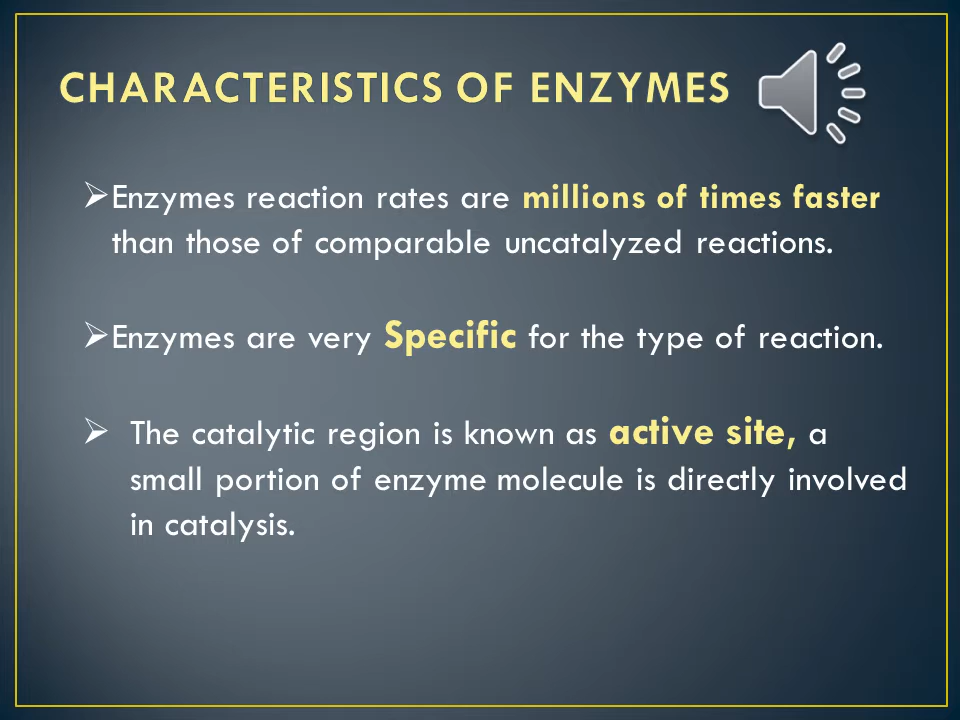 CHARACTERISTICS OF ENZYMES
➢Enzymes reaction rates are millions of times faster
than those of comparable uncatalyzed reactions.
➢Enzymes are very Specific for the type of reaction.
➢ The catalytic region is known as active site, a
small portion of enzyme molecule is directly involved
in catalysis.